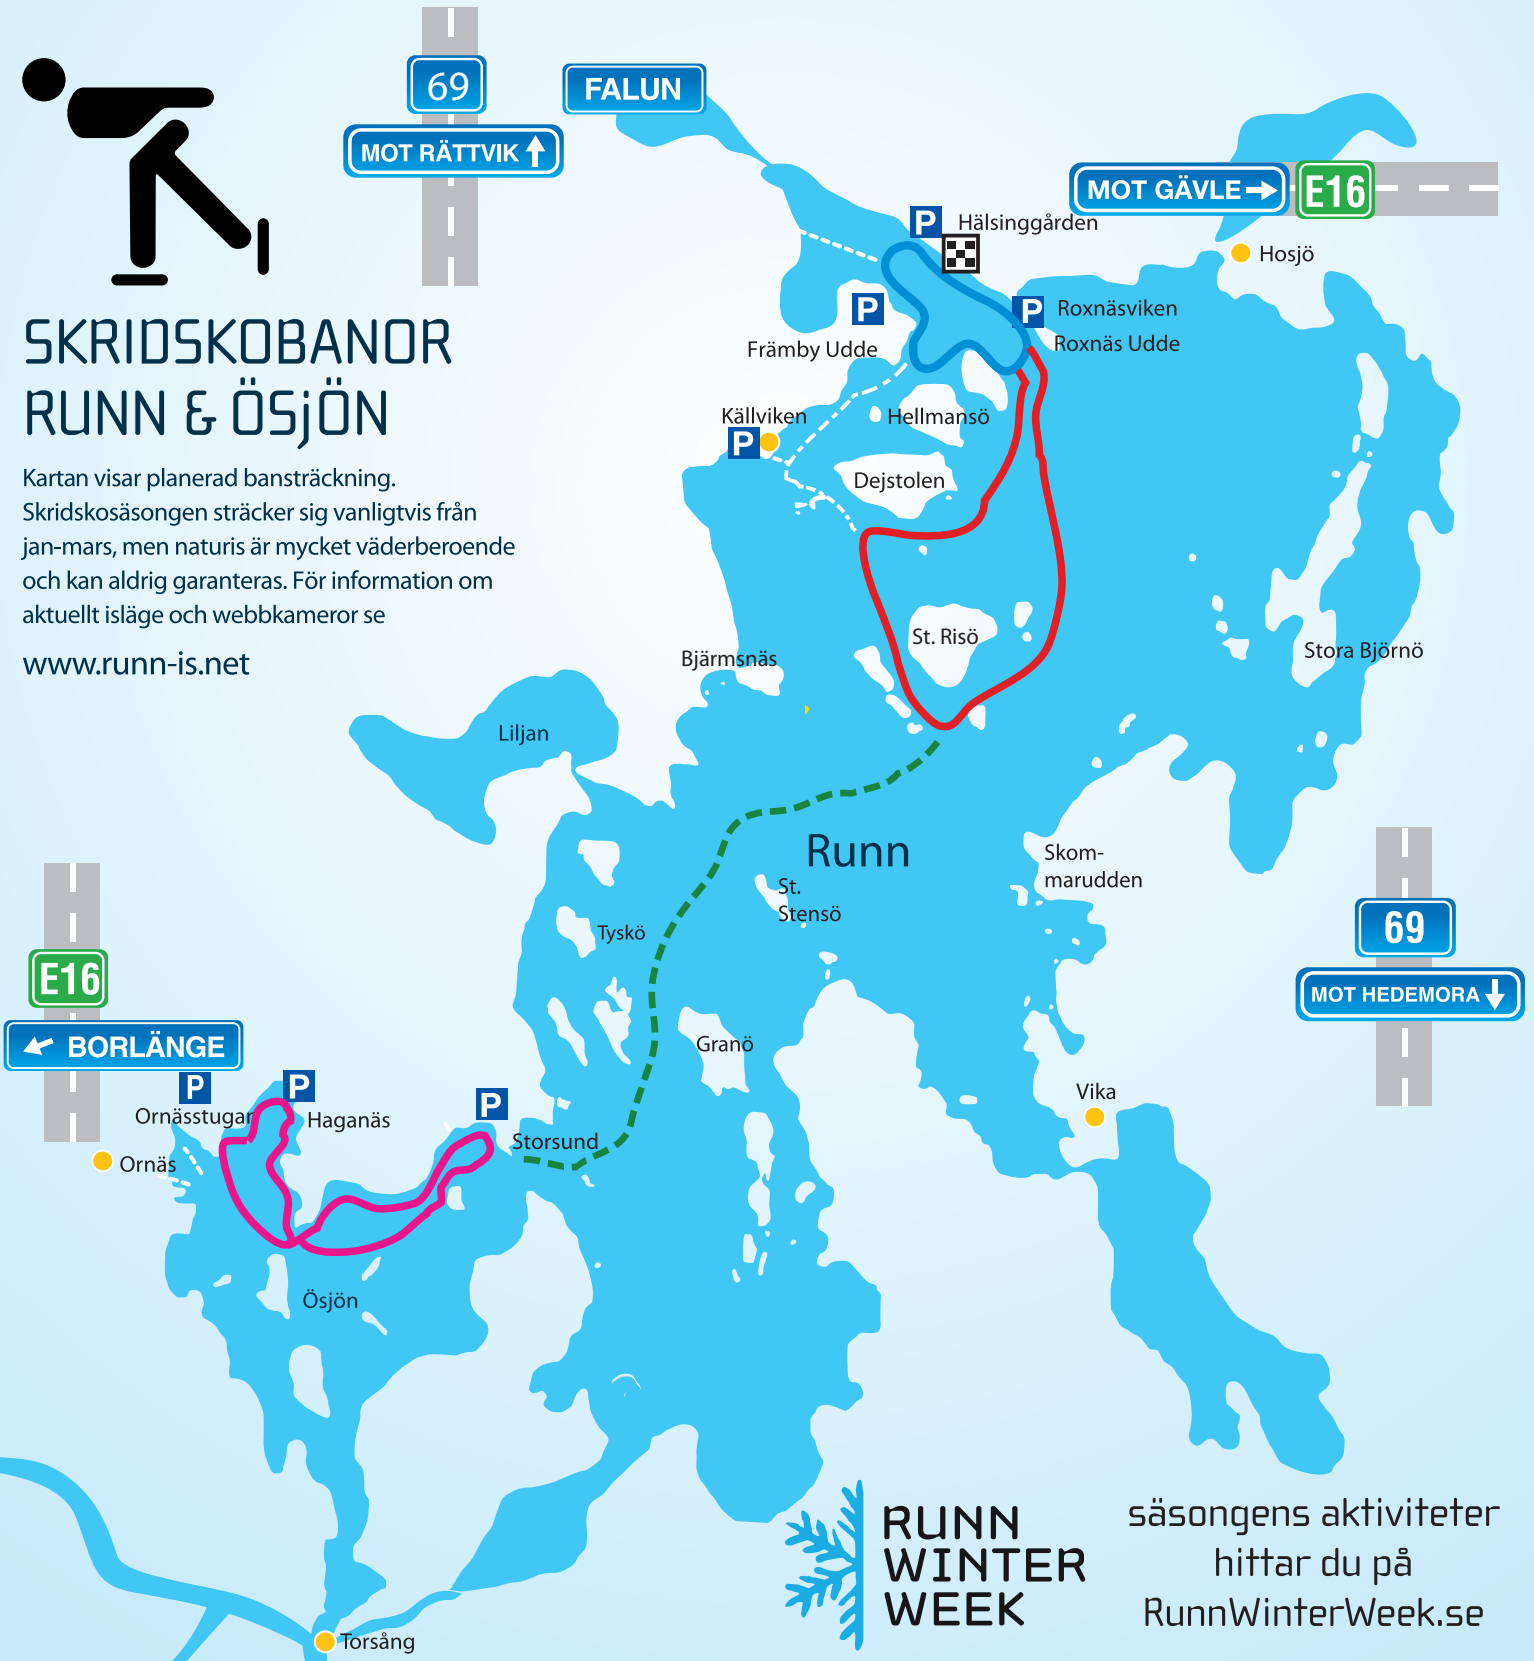 69
MOT RÄTTVIK
FALUN
MOT GÄVLE
E16
P
Hälsinggården
Hosjö
P
Roxnäsviken
P
Roxnäs Udde
Främby Udde
SKRIDSKOBANOR
RUNN & ÖSjÖN
Källviken
P
Hellmansö
Dejstolen
Kartan visar planerad bansträckning.
Skridskosäsongen sträcker sig vanligtvis från
jan-mars, men naturis är mycket väderberoende
och kan aldrig garanteras. För information om
aktuellt isläge och webbkameror se
www.runn-is.net
St. Risö
Bjärmsnäs
Stora Björnö
Liljan
Runn
Skom-
marudden
St.
Stensö
Tyskö
69
MOT HEDEMORA
E16
BORLÄNGE
Granö
P
P
P
Vika
Ornässtugan
Haganäs
Storsund
Ornäs
Ösjön
RUNN
WINTER
WEEK
säsongens aktiviteter
hittar du på
RunnWinterWeek.se
Torsång